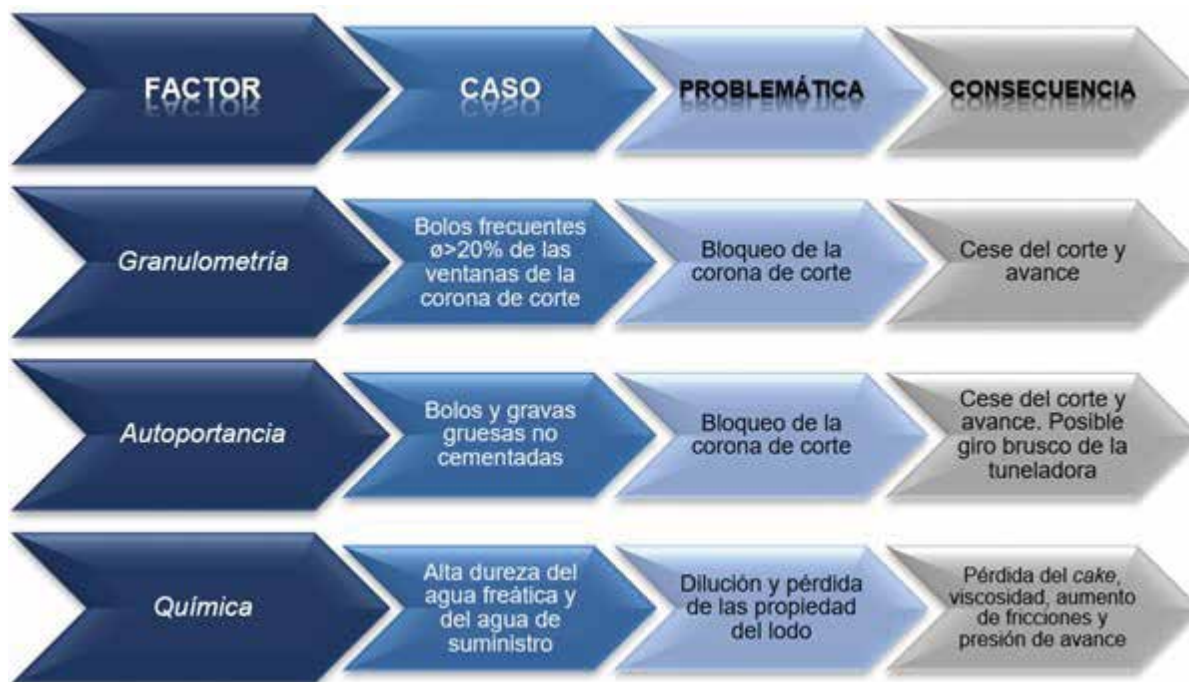 FACTOR
CASO
PROBLEMÁTICA
CONSECUENCIA
Granulometría
Bolos frecuentes
ø>20% de las
ventanas de la
corona de corte
Bloqueo de la
corona de corte
Cese del corte y
avance
Autoportancia
Bolos y gravas
gruesas no
cementadas
Bloqueo de la
corona de corte
Cese del corte y
avance. Posible
giro brusco de la
tuneladora
Química
Alta dureza del
agua freática y
del agua de
suministro
Dilución y pérdida
de las propiedad
del lodo
Pérdida del cake,
viscosidad, aumento
de fricciones y
presión de avance